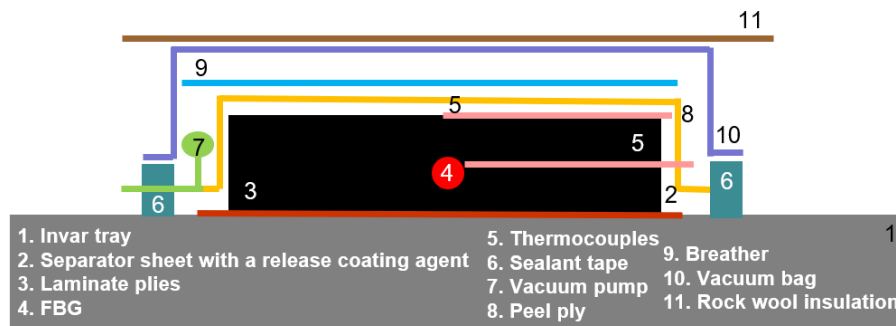 11
9
5
8
7
5
10
4
6
3
2
6
1
1. Invar tray
2. Separator sheet with a release coating agent
3. Laminate plies
4. FBG
5. Thermocouples
6. Sealant tape
7. Vacuum pump
8. Peel ply
9. Breather
10. Vacuum bag
11. Rock wool insulation